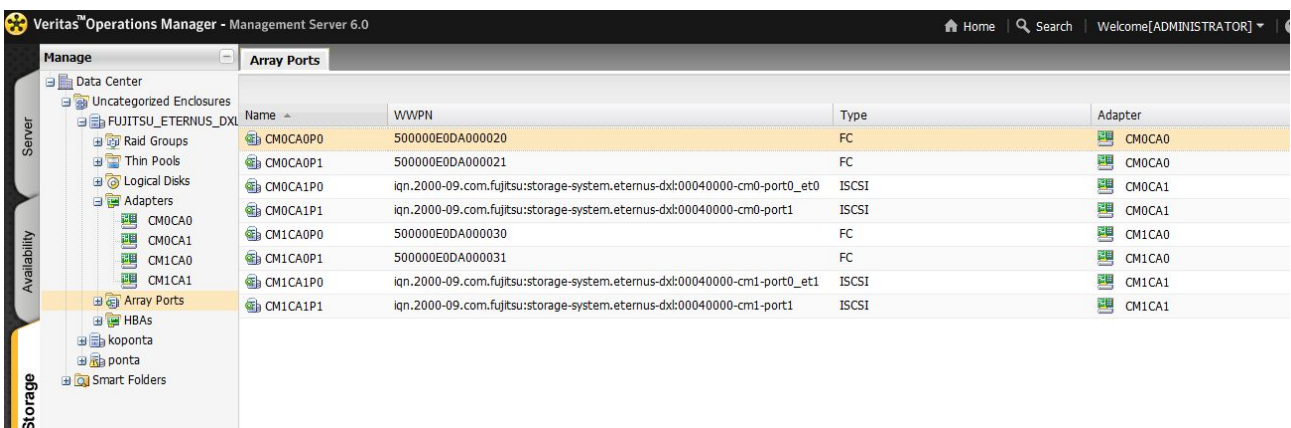 Veritas™Operations Manager - Management Server 6.0
Home | Search | Welcome[ADMINISTRATOR]
Server
Availability
Storage
Manage
Data Center
Uncategorized Enclosures
FUJITSU_ETERNUS_DXL
Raid Groups
Thin Pools
Logical Disks
Adapters
CM0CA0
CM0CA1
CM1CA0
CM1CA1
Array Ports
HBAs
koponta
ponta
Smart Folders
Array Ports
Name WWPN Type Adapter
CM0CA0P0 500000E0DA000020 FC CM0CA0
CM0CA0P1 500000E0DA000021 FC CM0CA0
CM0CA1P0 iqn.2000-09.com.fujitsu:storage-system.eternus-dxl:00040000-cm0-port0_et0 ISCSI CM0CA1
CM0CA1P1 iqn.2000-09.com.fujitsu:storage-system.eternus-dxl:00040000-cm0-port1 ISCSI CM0CA1
CM1CA0P0 500000E0DA000030 FC CM1CA0
CM1CA0P1 500000E0DA000031 FC CM1CA0
CM1CA1P0 iqn.2000-09.com.fujitsu:storage-system.eternus-dxl:00040000-cm1-port0_et1 ISCSI CM1CA1
CM1CA1P1 iqn.2000-09.com.fujitsu:storage-system.eternus-dxl:00040000-cm1-port1 ISCSI CM1CA1